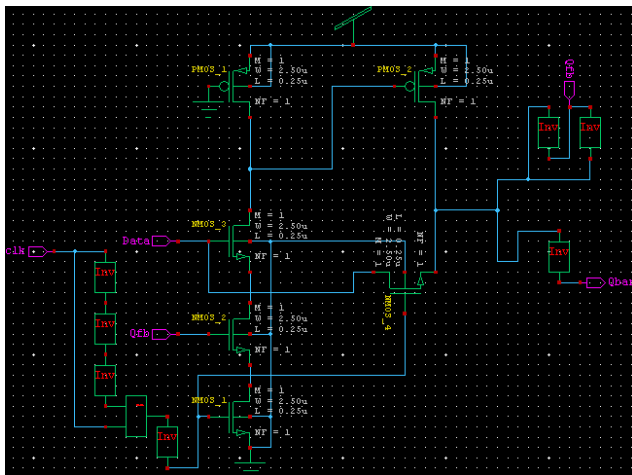 PMOS_1
M = 1
W = 2.50u
L = 0.25u
NF = 1
PMOS_2
M = 1
W = 2.50u
L = 0.25u
NF = 1
Qfb
Inv
Inv
NMOS_3
M = 1
W = 2.50u
L = 0.25u
NF = 1
Data
clk
Inv
Inv
Inv
Qfb
NMOS_2
M = 1
W = 2.50u
L = 0.25u
NF = 1
NF = 1
L = 0.25u
W = 2.50u
M = 1
NMOS_4
Inv
Qbar
NMOS_1
M = 1
W = 2.50u
L = 0.25u
NF = 1
Inv